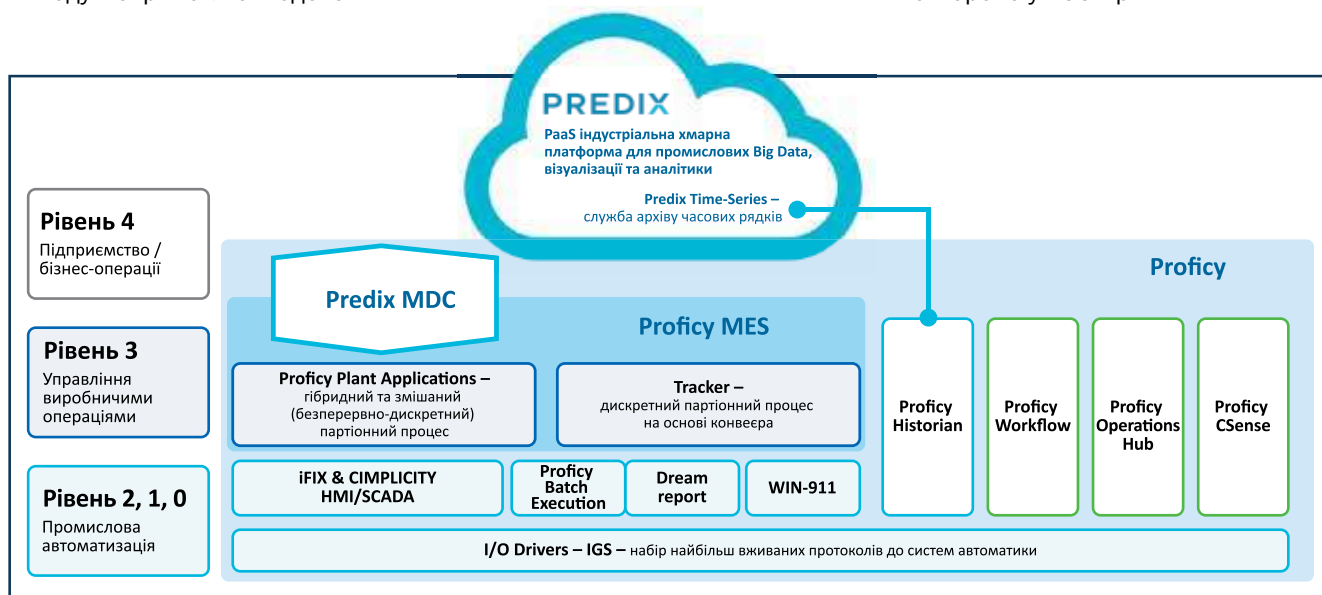 PREDIX
PaaS індустріальна хмарна
платформа для промислових Big Data,
візуалізації та аналітики
Predix Time-Series –
служба архіву часових рядків
Рівень 4
Підприємство /
бізнес-операції
Рівень 3
Управління
виробничими
операціями
Рівень 2, 1, 0
Промислова
автоматизація
Proficy
Predix MDC
Proficy MES
Proficy Plant Applications –
гібридний та змішаний
(безперервно-дискретний)
партіонний процес
Tracker –
дискретний партіонний процес
на основі конвеєра
Proficy
Historian
Proficy
Workflow
Proficy
Operations
Hub
Proficy
CSense
iFIX & CIMPLICITY
HMI/SCADA
Proficy
Batch
Execution
Dream
report
WIN-911
I/O Drivers – IGS – набір найбільш вживаних протоколів до систем автоматики